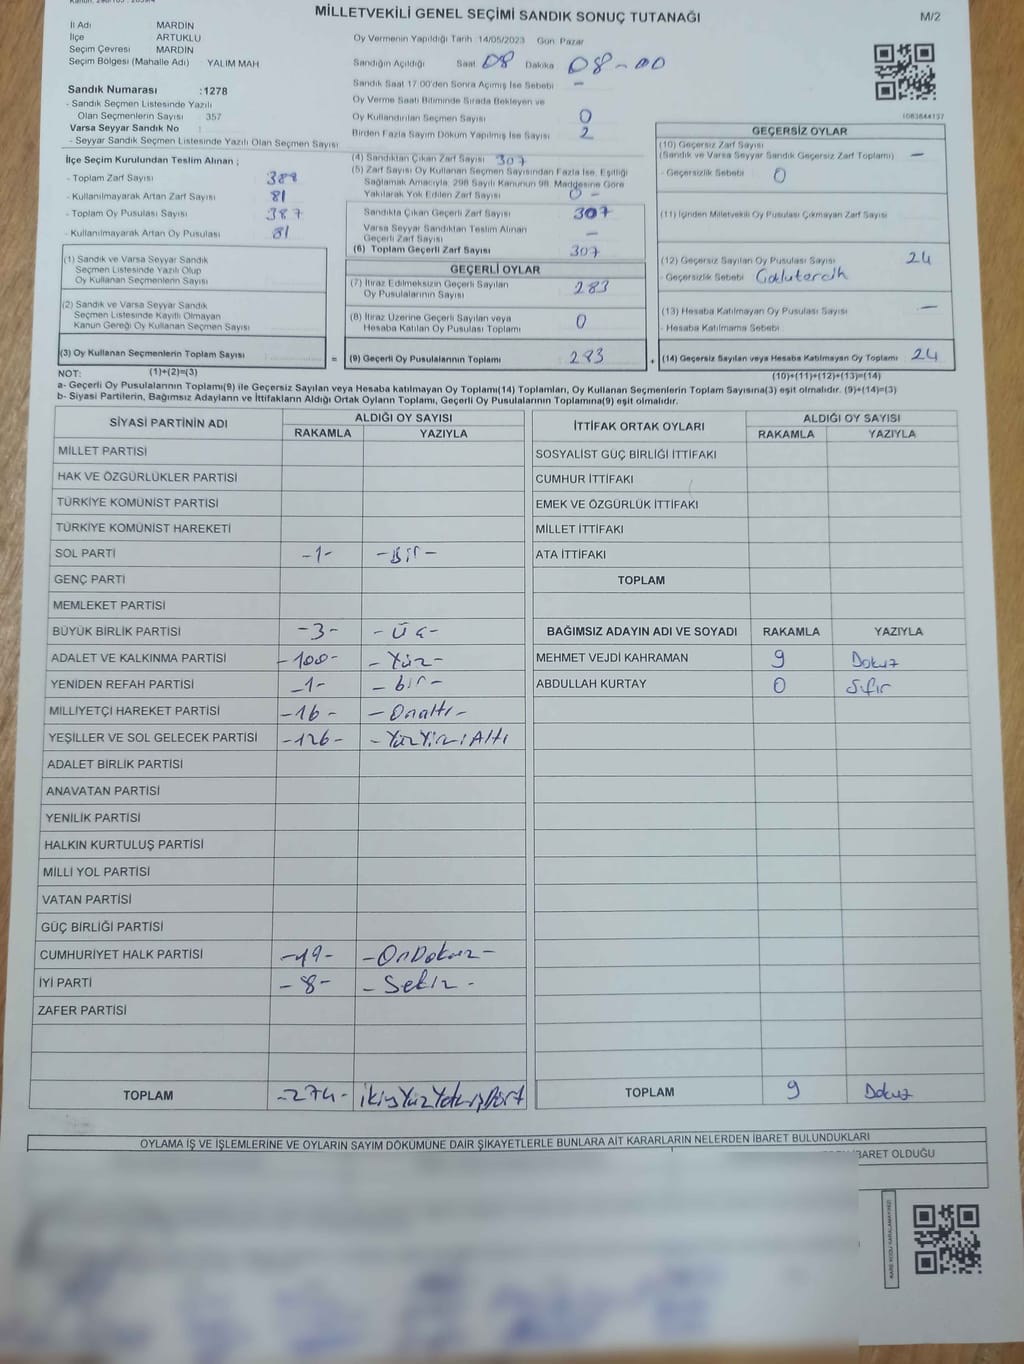 MİLLETVEKİLİ GENEL SEÇİMİ SANDIK SONUÇ TUTANAĞI
M/2
İl Adı MARDİN
İlçe ARTUKLU
Seçim Çevresi MARDİN
Seçim Bölgesi (Mahalle Adı) YALIM MAH
Oy Vermenin Yapıldığı Tarih 14/05/2023 Gün Pazar
Sandığın Açıldığı Saat 08 Dakika 08-00
Sandık Saat 17.00'den Sonra Açılmış İse Sebebi -
Oy Verme Saati Bitiminde Sırada Bekleyen ve
Oy Kullandırılan Seçmen Sayısı 0
Birden Fazla Sayım Döküm Yapılmış İse Sayısı 2
Sandık Numarası :1278
- Sandık Seçmen Listesinde Yazılı
Olan Seçmenlerin Sayısı 357
Varsa Seyyar Sandık No :
- Seyyar Sandık Seçmen Listesinde Yazılı Olan Seçmen Sayısı
İlçe Seçim Kurulundan Teslim Alınan ;
- Toplam Zarf Sayısı 388
- Kullanılmayarak Artan Zarf Sayısı 81
- Toplam Oy Pusulası Sayısı 387
- Kullanılmayarak Artan Oy Pusulası 81
(1) Sandık ve Varsa Seyyar Sandık
Seçmen Listesinde Yazılı Olup
Oy Kullanan Seçmenlerin Sayısı
(2) Sandık ve Varsa Seyyar Sandık
Seçmen Listesinde Kayıtlı Olmayan
Kanun Gereği Oy Kullanan Seçmen Sayısı
(3) Oy Kullanan Seçmenlerin Toplam Sayısı =
(4) Sandıktan Çıkan Zarf Sayısı 307
(5) Zarf Sayısı Oy Kullanan Seçmen Sayısından Fazla İse, Eşitliği
Sağlamak Amacıyla, 298 Sayılı Kanunun 98. Maddesine Göre
Yakılarak Yok Edilen Zarf Sayısı 0 -
Sandıkta Çıkan Geçerli Zarf Sayısı 307
Varsa Seyyar Sandıktan Teslim Alınan
Geçerli Zarf Sayısı -
(6) Toplam Geçerli Zarf Sayısı 307
GEÇERLİ OYLAR
(7) İtiraz Edilmeksizin Geçerli Sayılan
Oy Pusulalarının Sayısı 283
(8) İtiraz Üzerine Geçerli Sayılan veya
Hesaba Katılan Oy Pusulası Toplamı 0
(9) Geçerli Oy Pusulalarının Toplamı 283 +
1083644157
GEÇERSİZ OYLAR
(10) Geçersiz Zarf Sayısı
(Sandık ve Varsa Seyyar Sandık Geçersiz Zarf Toplamı) -
- Geçersizlik Sebebi 0
(11) İçinden Milletvekili Oy Pusulası Çıkmayan Zarf Sayısı
(12) Geçersiz Sayılan Oy Pusulası Sayısı 24
- Geçersizlik Sebebi
(13) Hesaba Katılmayan Oy Pusulası Sayısı -
- Hesaba Katılmama Sebebi
(14) Geçersiz Sayılan veya Hesaba Katılmayan Oy Toplamı 24
NOT: (1)+(2)=(3)
(10)+(11)+(12)+(13)=(14)
a- Geçerli Oy Pusulalarının Toplamı(9) ile Geçersiz Sayılan veya Hesaba katılmayan Oy Toplamı(14) Toplamları, Oy Kullanan Seçmenlerin Toplam Sayısına(3) eşit olmalıdır. (9)+(14)=(3)
b- Siyasi Partilerin, Bağımsız Adayların ve İttifakların Aldığı Ortak Oyların Toplamı, Geçerli Oy Pusulalarının Toplamına(9) eşit olmalıdır.
SİYASİ PARTİNİN ADI ALDIĞI OY SAYISI
RAKAMLA YAZIYLA
MİLLET PARTİSİ
HAK VE ÖZGÜRLÜKLER PARTİSİ
TÜRKİYE KOMÜNİST PARTİSİ
TÜRKİYE KOMÜNİST HAREKETİ
SOL PARTİ -1- -Bir-
GENÇ PARTİ
MEMLEKET PARTİSİ
BÜYÜK BİRLİK PARTİSİ -3- -Üç-
ADALET VE KALKINMA PARTİSİ -100- -Yüz-
YENİDEN REFAH PARTİSİ -1- -bir-
MİLLİYETÇİ HAREKET PARTİSİ -16- -Onaltı-
YEŞİLLER VE SOL GELECEK PARTİSİ -126- -YüzYirmiAltı
ADALET BİRLİK PARTİSİ
ANAVATAN PARTİSİ
YENİLİK PARTİSİ
HALKIN KURTULUŞ PARTİSİ
MİLLİ YOL PARTİSİ
VATAN PARTİSİ
GÜÇ BİRLİĞİ PARTİSİ
CUMHURİYET HALK PARTİSİ -19- -OnDokuz-
İYİ PARTİ -8- -Sekiz-
ZAFER PARTİSİ
TOPLAM -274- ikiyüzYetmişDört
İTTİFAK ORTAK OYLARI ALDIĞI OY SAYISI
RAKAMLA YAZIYLA
SOSYALİST GÜÇ BİRLİĞİ İTTİFAKI
CUMHUR İTTİFAKI
EMEK VE ÖZGÜRLÜK İTTİFAKI
MİLLET İTTİFAKI
ATA İTTİFAKI
TOPLAM
BAĞIMSIZ ADAYIN ADI VE SOYADI RAKAMLA YAZIYLA
MEHMET VEJDİ KAHRAMAN 9 Dokuz
ABDULLAH KURTAY 0 Sıfır
TOPLAM 9 Dokuz
OYLAMA İŞ VE İŞLEMLERİNE VE OYLARIN SAYIM DÖKÜMÜNE DAİR ŞİKAYETLERLE BUNLARA AİT KARARLARIN NELERDEN İBARET BULUNDUKLARI
İBARET OLDUĞU
KARE KODU KARALAMAYINIZ!